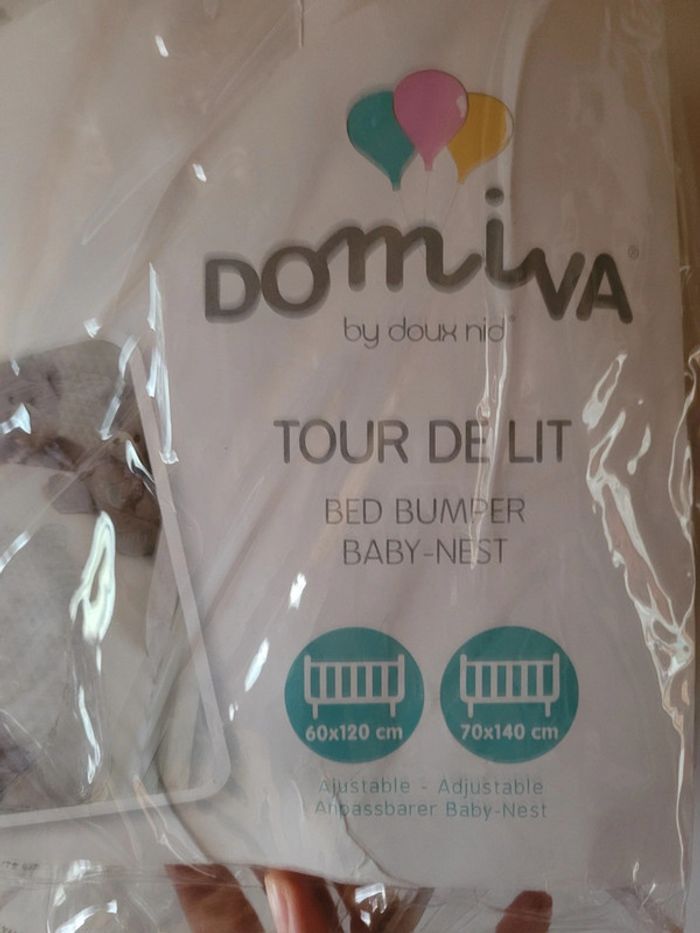 DOmiVA®
by doux nid®
TOUR DE LIT
BED BUMPER
BABY-NEST
60x120 cm
70x140 cm
Ajustable - Adjustable
Anpassbarer Baby-Nest